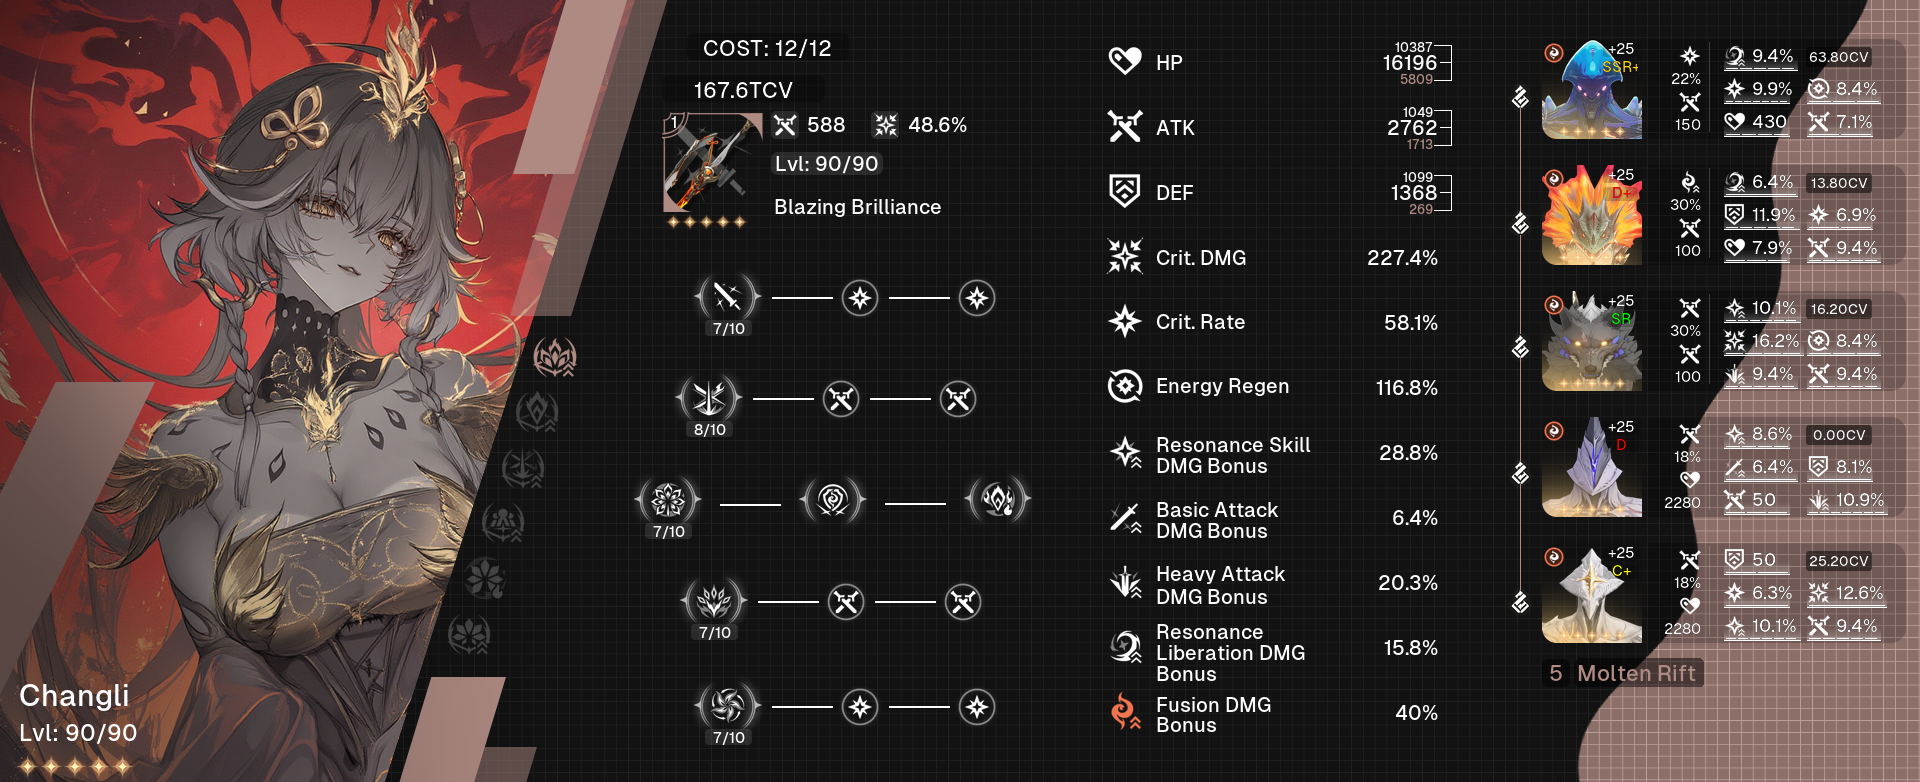 COST: 12/12
167.6TCV
1
588
48.6%
Lvl: 90/90
Blazing Brilliance
7/10
8/10
7/10
7/10
7/10
Changli
Lvl: 90/90
HP
10387
16196
5809
ATK
1049
2762
1713
DEF
1099
1368
269
Crit. DMG
227.4%
Crit. Rate
58.1%
Energy Regen
116.8%
Resonance Skill
DMG Bonus
28.8%
Basic Attack
DMG Bonus
6.4%
Heavy Attack
DMG Bonus
20.3%
Resonance
Liberation DMG
Bonus
15.8%
Fusion DMG
Bonus
40%
+25
SSR+
22%
150
9.4%
63.80CV
9.9%
8.4%
430
7.1%
+25
D+
30%
100
6.4%
13.80CV
11.9%
6.9%
7.9%
9.4%
+25
SR
30%
100
10.1%
16.20CV
16.2%
8.4%
9.4%
9.4%
+25
D
18%
2280
8.6%
0.00CV
6.4%
8.1%
50
10.9%
+25
C+
18%
2280
50
25.20CV
6.3%
12.6%
10.1%
9.4%
5 Molten Rift